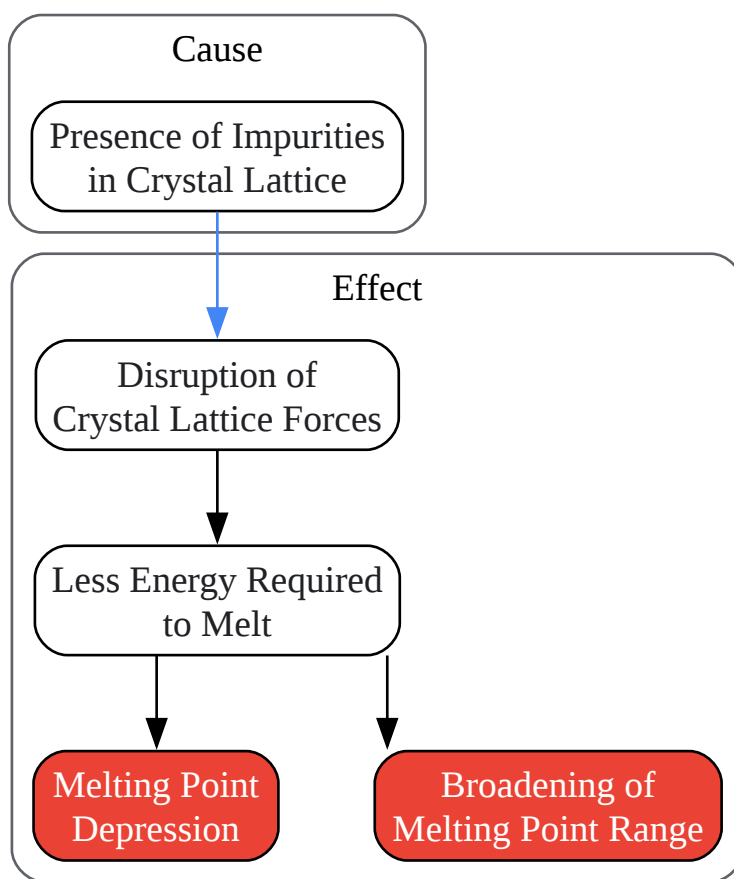 Cause
Presence of Impurities
in Crystal Lattice
Effect
Disruption of
Crystal Lattice Forces
Less Energy Required
to Melt
Melting Point
Depression
Broadening of
Melting Point Range